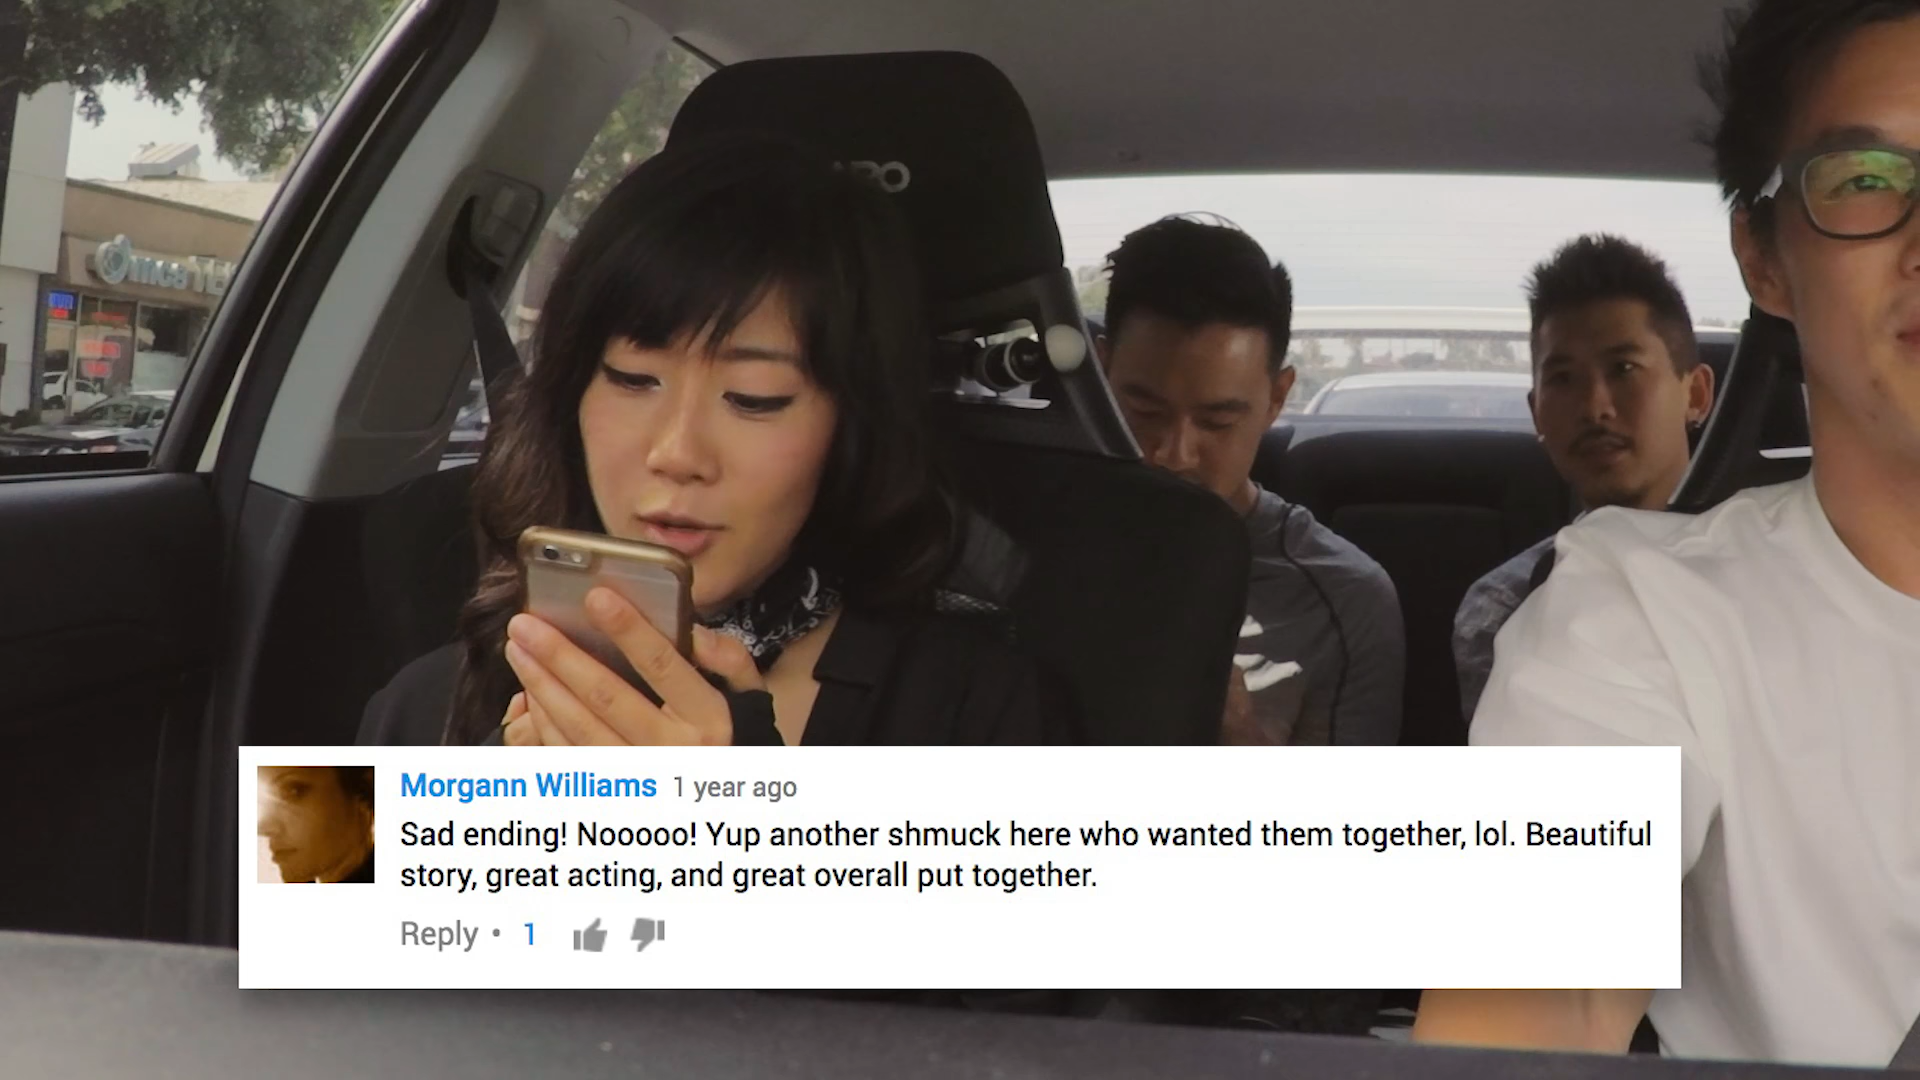 Morgann Williams 1 year ago
Sad ending! Nooooo! Yup another shmuck here who wanted them together, lol. Beautiful
story, great acting, and great overall put together.
Reply • 1